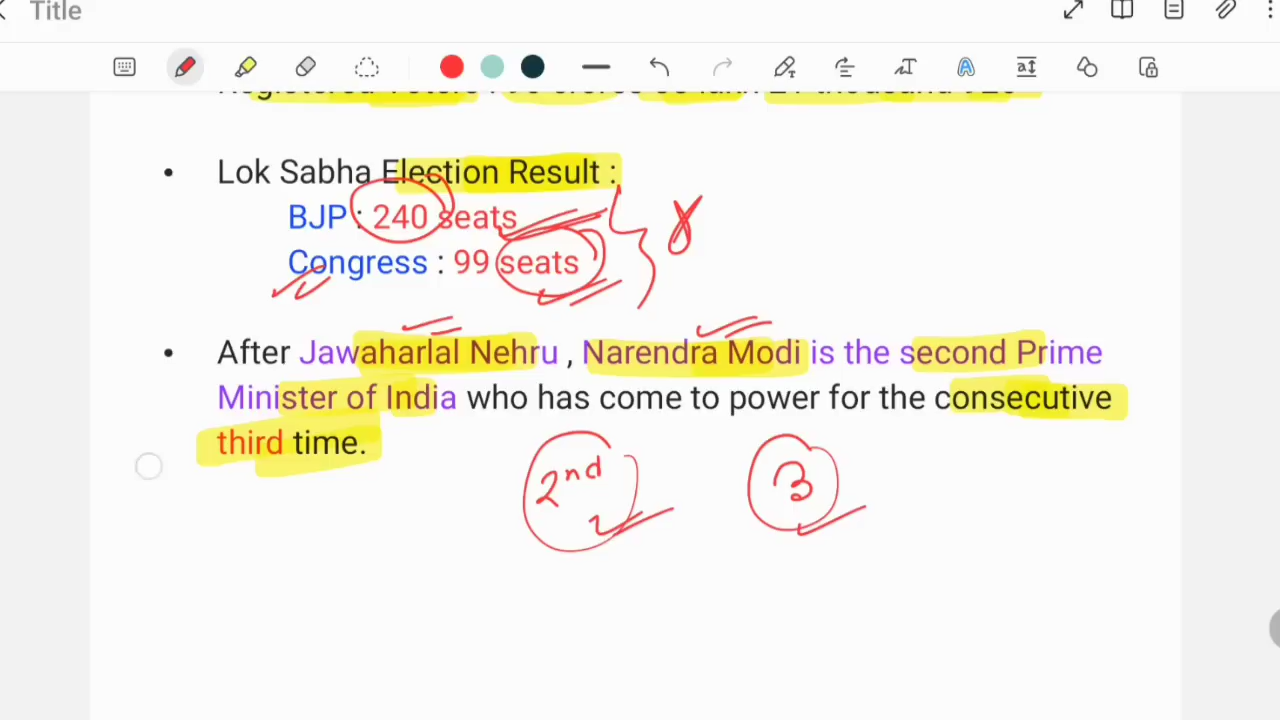 Title
Lok Sabha Election Result :
BJP : 240 seats
Congress : 99 seats
8
After Jawaharlal Nehru , Narendra Modi is the second Prime
Minister of India who has come to power for the consecutive
third time.
2nd 3